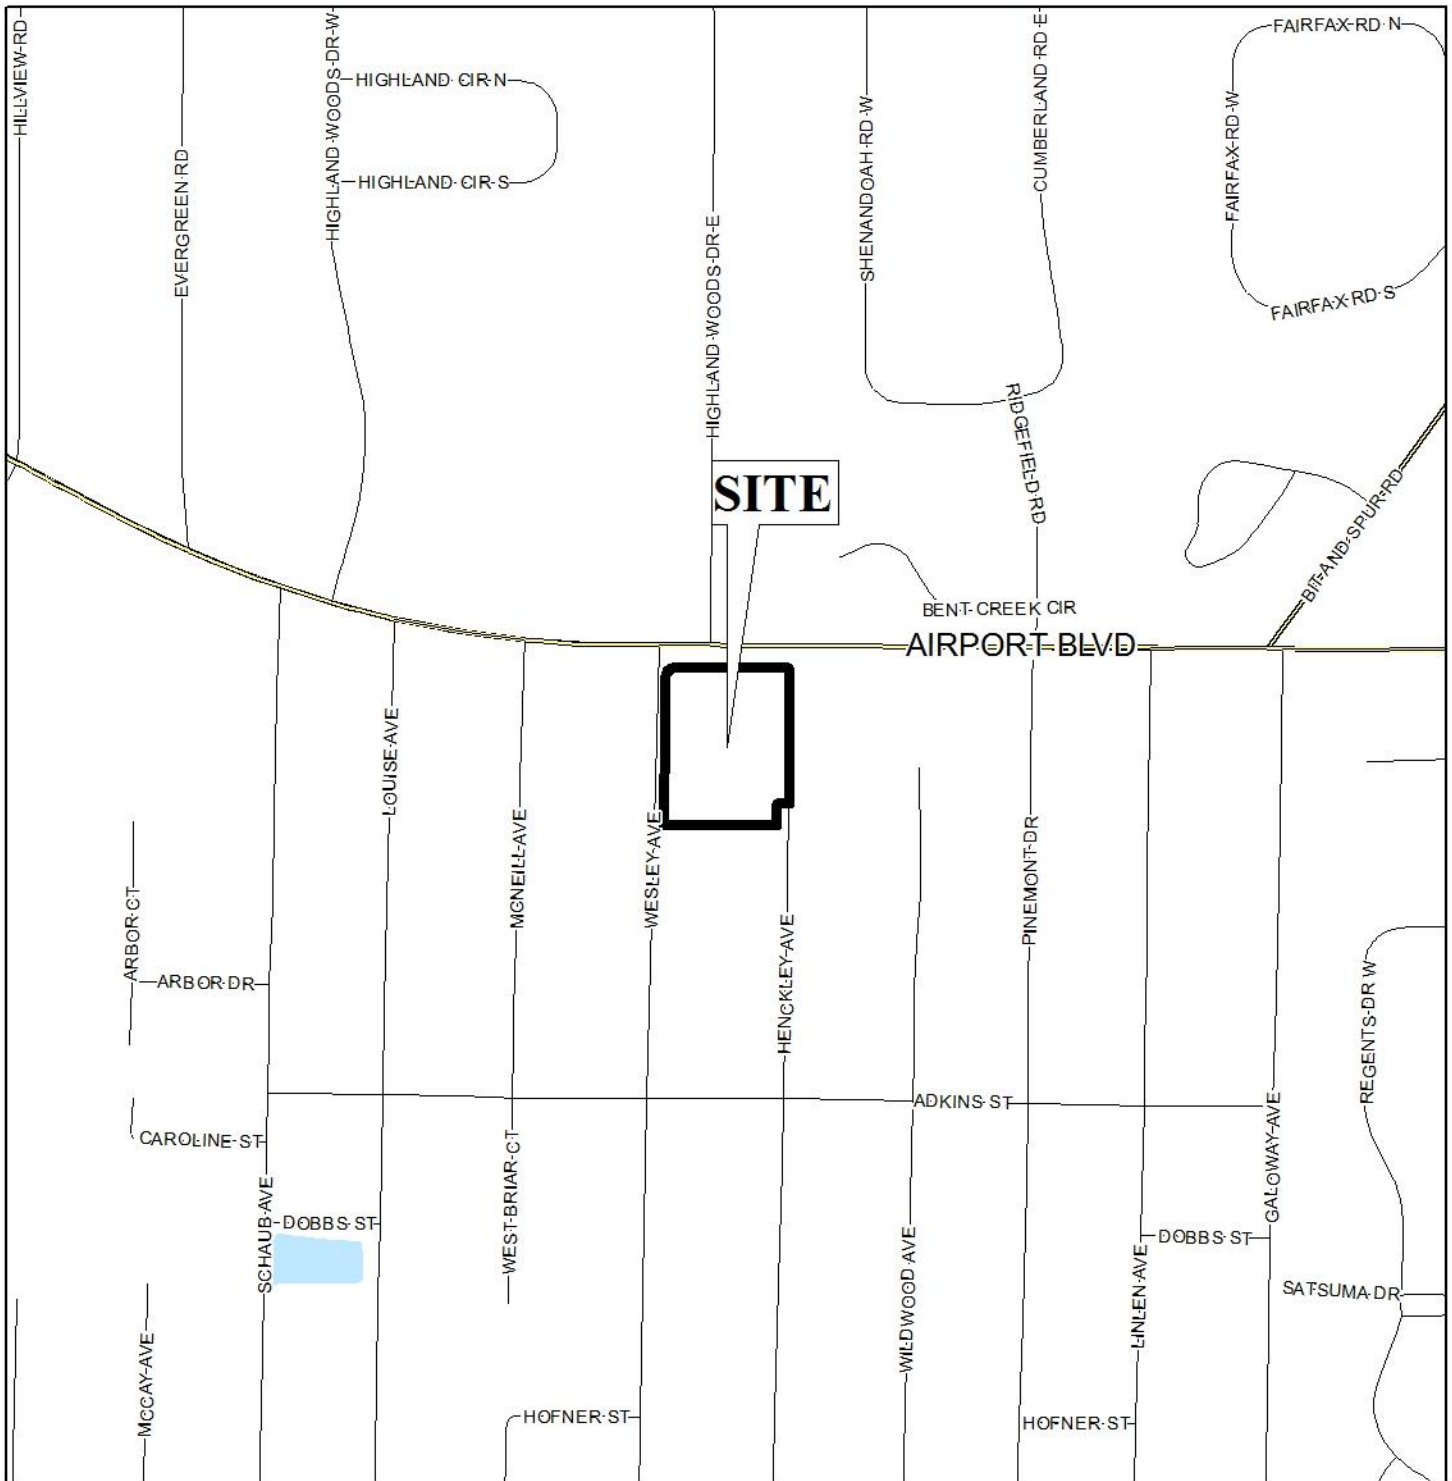 HILLVIEW RD
EVERGREEN RD
HIGHLAND WOODS DR W
HIGHLAND CIR N
HIGHLAND CIR S
HIGHLAND WOODS DR E
SHENANDOAH RD W
CUMBERLAND RD E
FAIRFAX RD N
FAIRFAX RD W
FAIRFAX RD S
RIDGEFIELD RD
SITE
BIT AND SPUR RD
BENT CREEK CIR
AIRPORT BLVD
LOUISE AVE
MCNEILL AVE
WESLEY AVE
PINEMONT DR
ARBOR CT
ARBOR DR
HENCKLEY AVE
REGENTS DR W
ADKINS ST
CAROLINE ST
SCHAUB AVE
DOBBS ST
WEST BRIAR CT
GALOWAY AVE
DOBBS ST
WILDWOOD AVE
LINLEN AVE
SATSUMA DR
MCCAY AVE
HOFNER ST
HOFNER ST